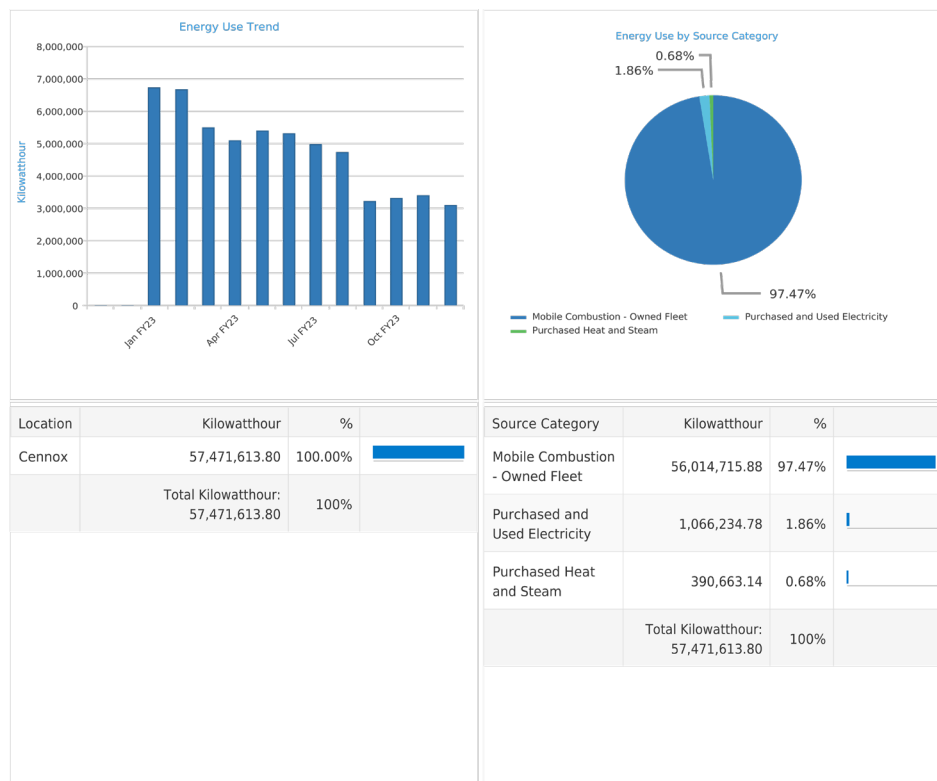 Energy Use Trend
8,000,000
7,000,000
6,000,000
5,000,000
4,000,000
3,000,000
2,000,000
1,000,000
0
Kilowatthour
Jan FY23
Apr FY23
Jul FY23
Oct FY23
Energy Use by Source Category
0.68%
1.86%
97.47%
Mobile Combustion - Owned Fleet
Purchased and Used Electricity
Purchased Heat and Steam
Location Kilowatthour %
Cennox 57,471,613.80 100.00%
Total Kilowatthour:
57,471,613.80 100%
Source Category Kilowatthour %
Mobile Combustion
- Owned Fleet 56,014,715.88 97.47%
Purchased and
Used Electricity 1,066,234.78 1.86%
Purchased Heat
and Steam 390,663.14 0.68%
Total Kilowatthour:
57,471,613.80 100%